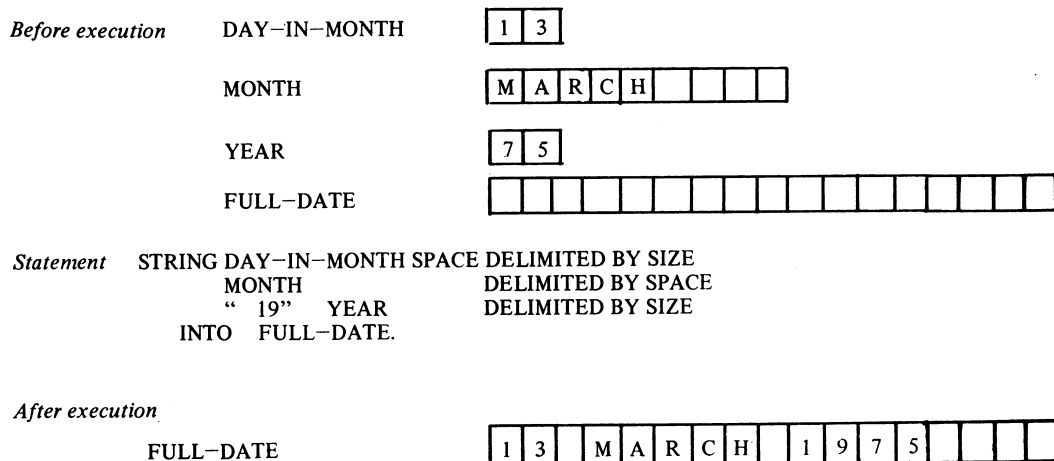 Before execution DAY-IN-MONTH 1 3
MONTH M A R C H
YEAR 7 5
FULL-DATE
Statement STRING DAY-IN-MONTH SPACE DELIMITED BY SIZE
MONTH DELIMITED BY SPACE
“ 19” YEAR DELIMITED BY SIZE
INTO FULL-DATE.
After execution
FULL-DATE 1 3 M A R C H 1 9 7 5